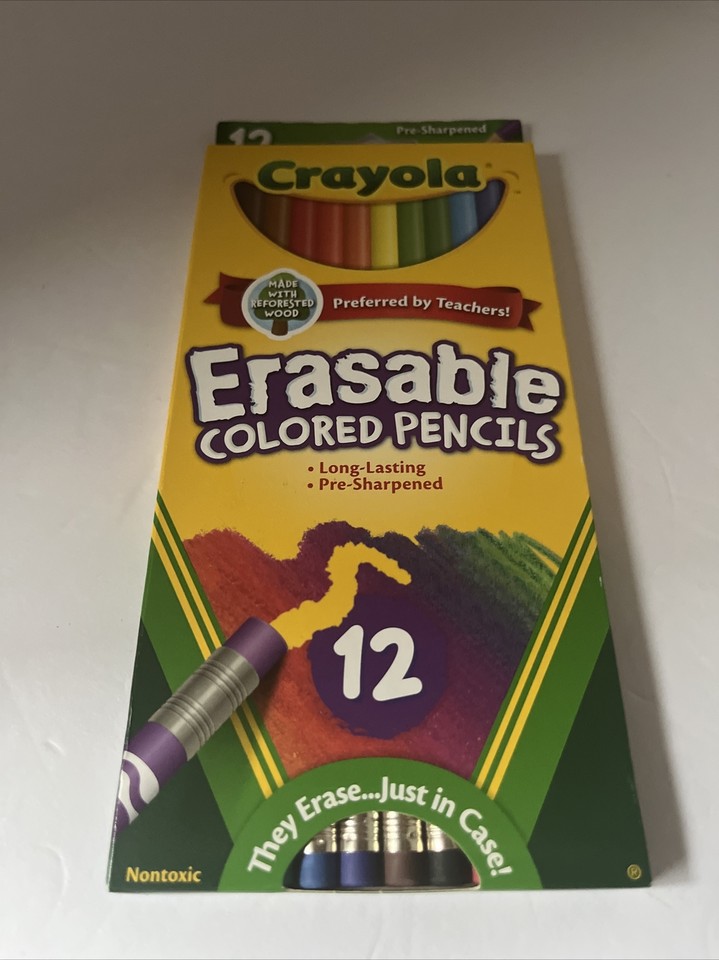 12 Pre-Sharpened
Crayola
MADE
WITH
REFORESTED
WOOD
Preferred by Teachers!
Erasable
COLORED PENCILS
• Long-Lasting
• Pre-Sharpened
12
They Erase...Just in Case!
Nontoxic